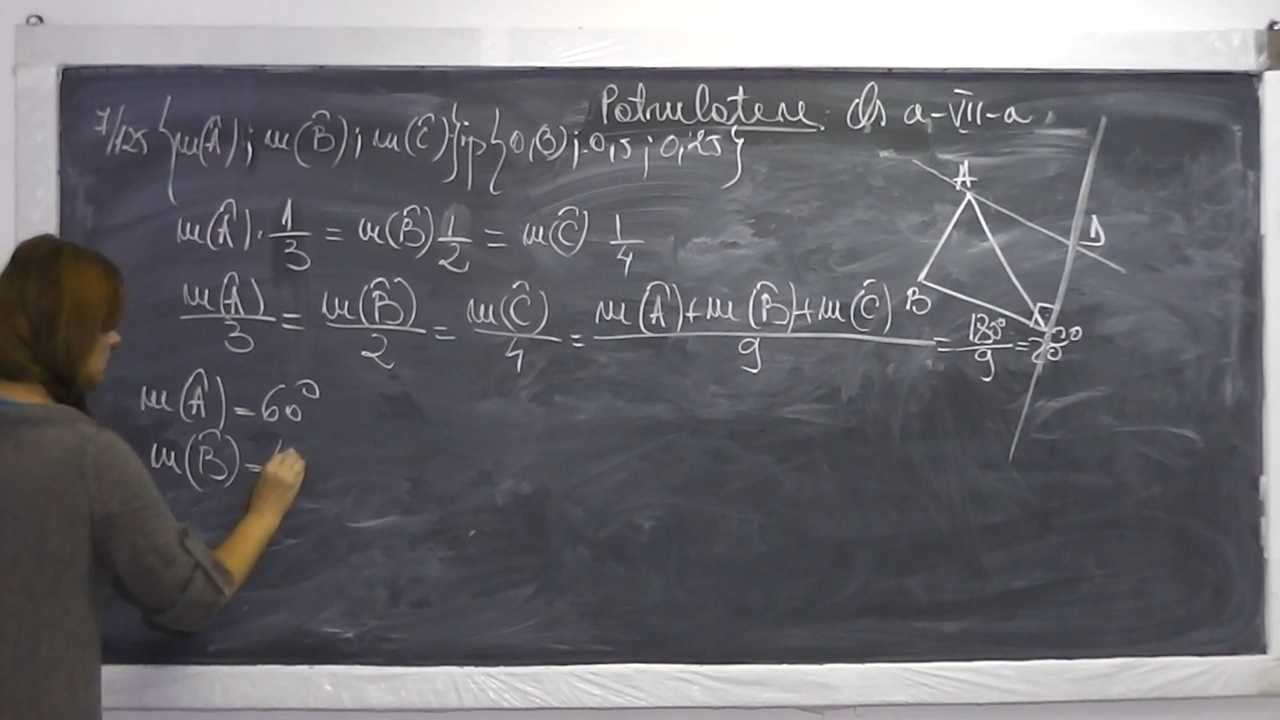 Patrulatere. Cls a-VII-a
7/125 {m(Â); m(B̂); m(Ĉ)} ip {0,(3); 0,5; 0,25}
m(Â)·1/3 = m(B̂) 1/2 = m(Ĉ) 1/4
m(Â)/3 = m(B̂)/2 = m(Ĉ)/4 = m(Â)+m(B̂)+m(Ĉ)/9 = 180°/9 = 20°
m(Â) = 60°
m(B̂) =
A
D
B